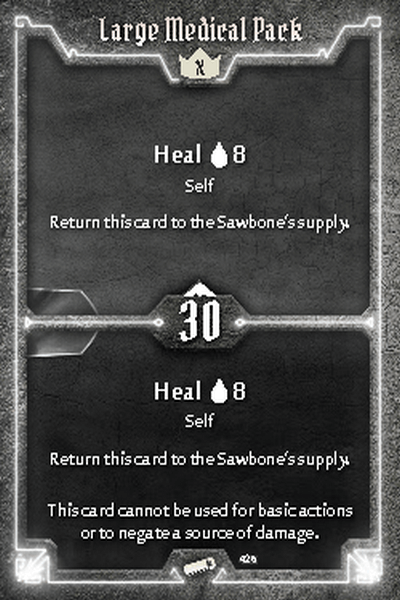 Large Medical Pack
X
Heal 8
Self
Return this card to the Sawbone's supply.
30
Heal 8
Self
Return this card to the Sawbone's supply.
This card cannot be used for basic actions
or to negate a source of damage.